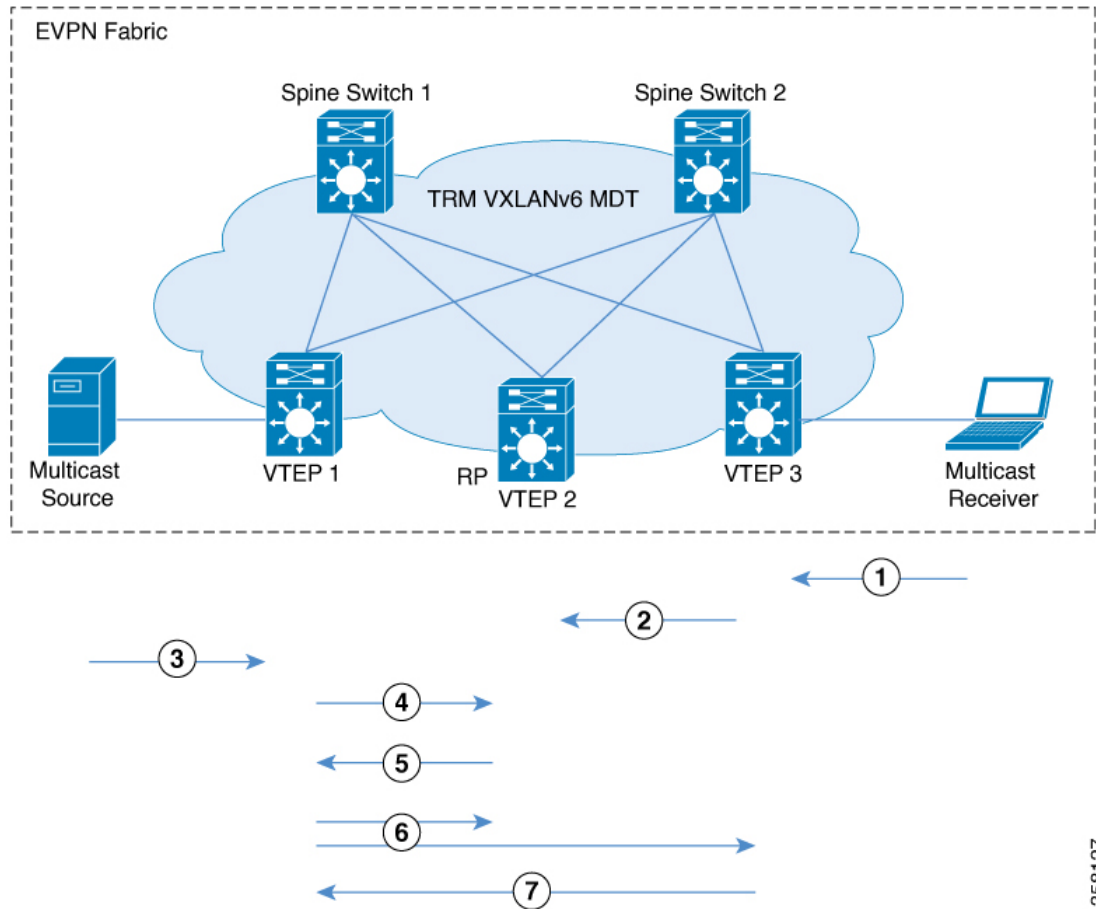 EVPN Fabric
Spine Switch 1
Spine Switch 2
TRM VXLANv6 MDT
Multicast
Source
VTEP 1
RP
VTEP 2
VTEP 3
Multicast
Receiver
1
2
3
4
5
6
7